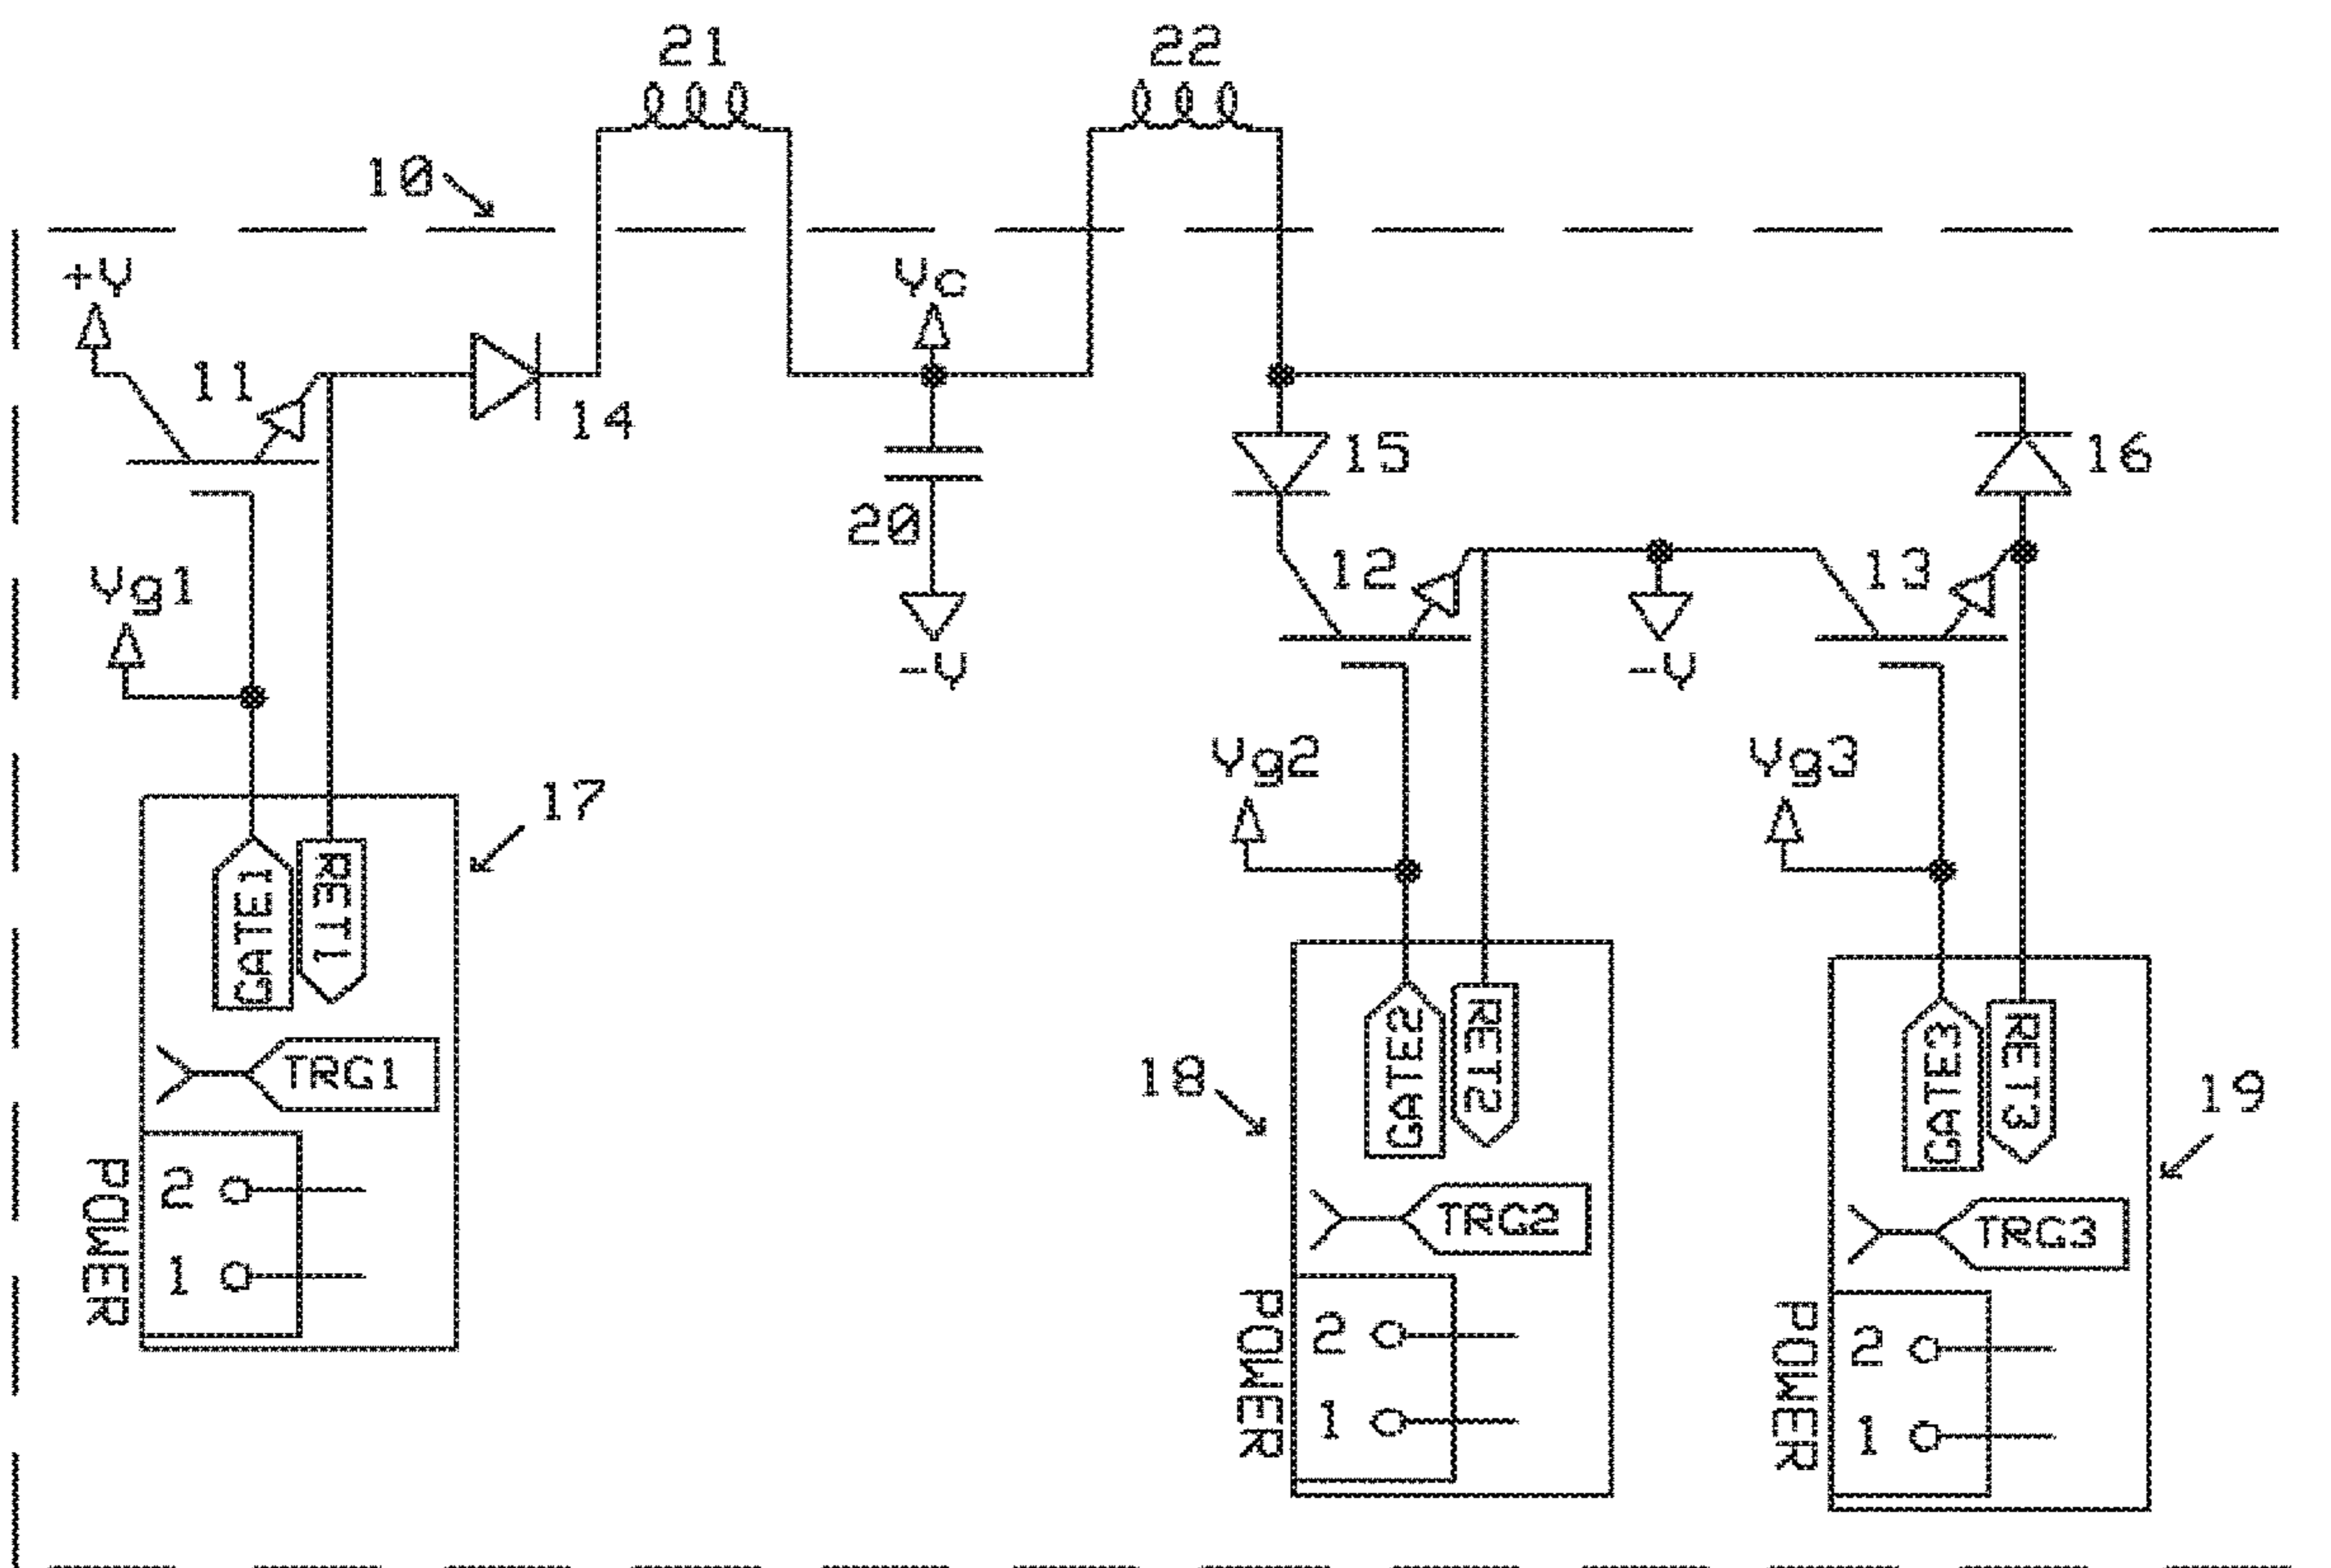 21
22
10
+V
Vc
11
14
15
16
20
12
13
Vg1
-V
-V
Vg2
Vg3
17
GATE1
RET1
TRG1
18
GATE2
RET2
GATE3
RET3
19
POWER
2
1
TRG2
TRG3
POWER
2
1
POWER
2
1